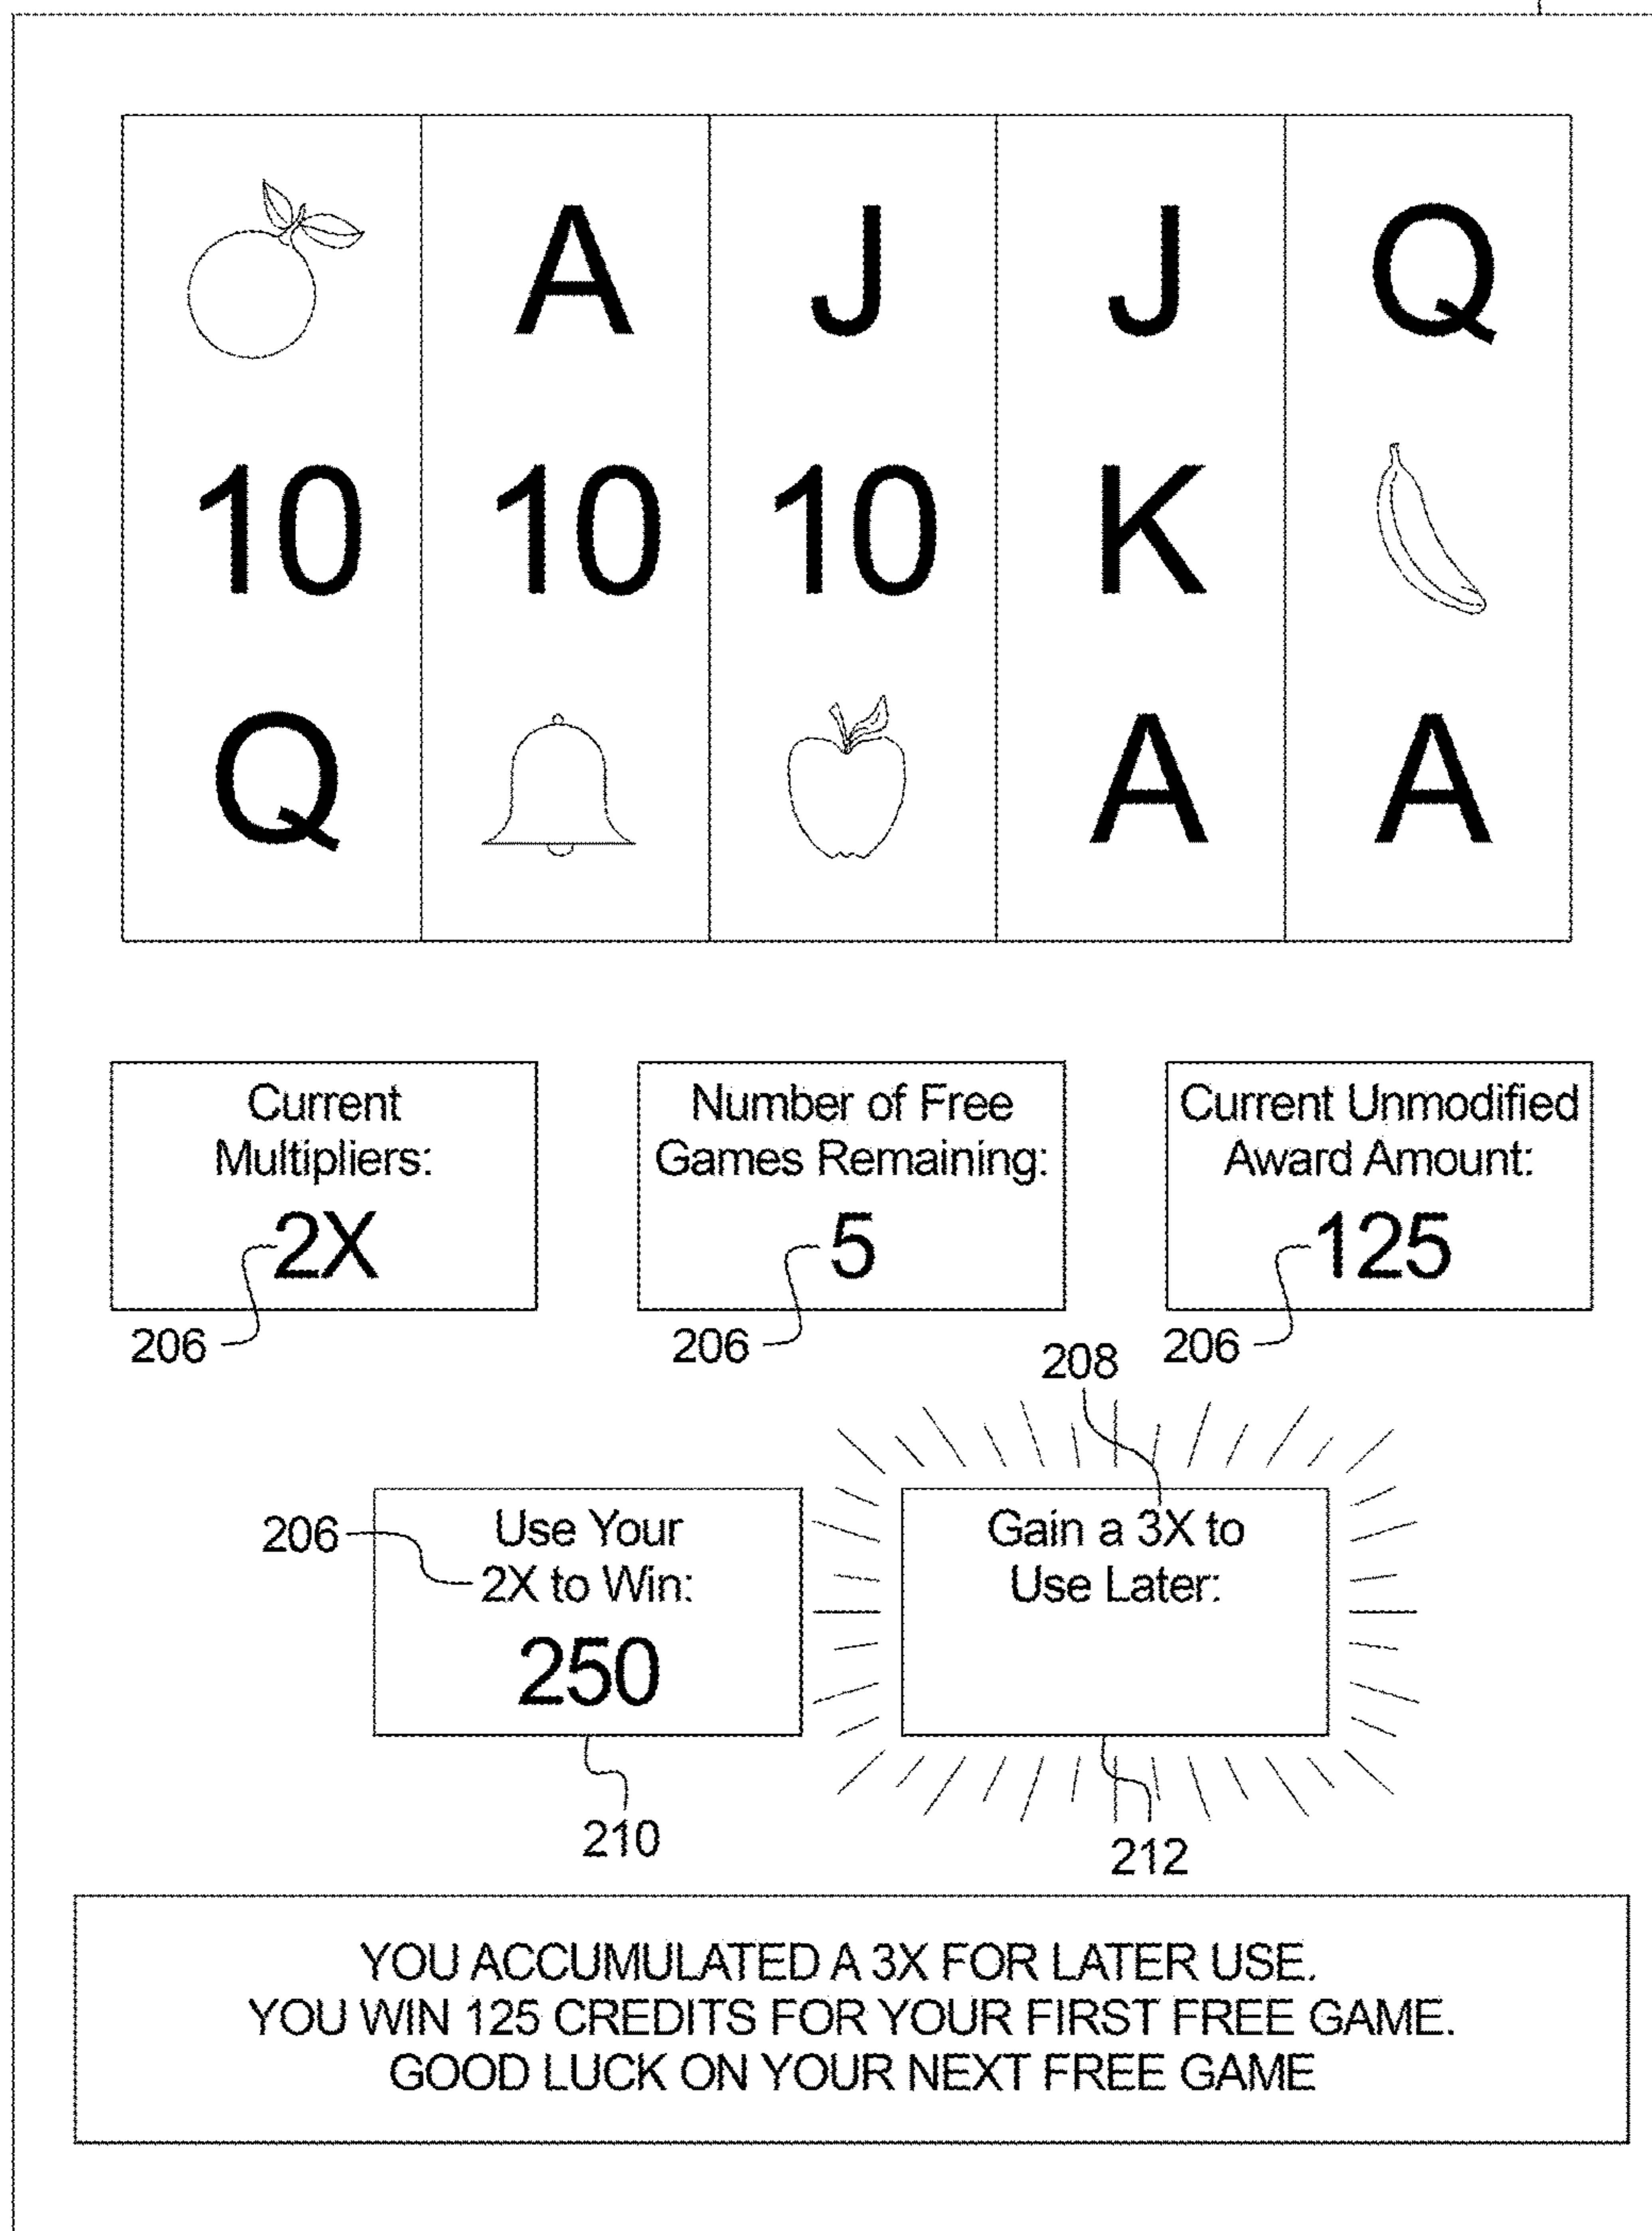 A J J Q
10 10 10 K
Q A A
Current
Multipliers:
2X
206
Number of Free
Games Remaining:
5
206
Current Unmodified
Award Amount:
125
206
208
206
Use Your
2X to Win:
250
210
Gain a 3X to
Use Later:
212
YOU ACCUMULATED A 3X FOR LATER USE.
YOU WIN 125 CREDITS FOR YOUR FIRST FREE GAME.
GOOD LUCK ON YOUR NEXT FREE GAME